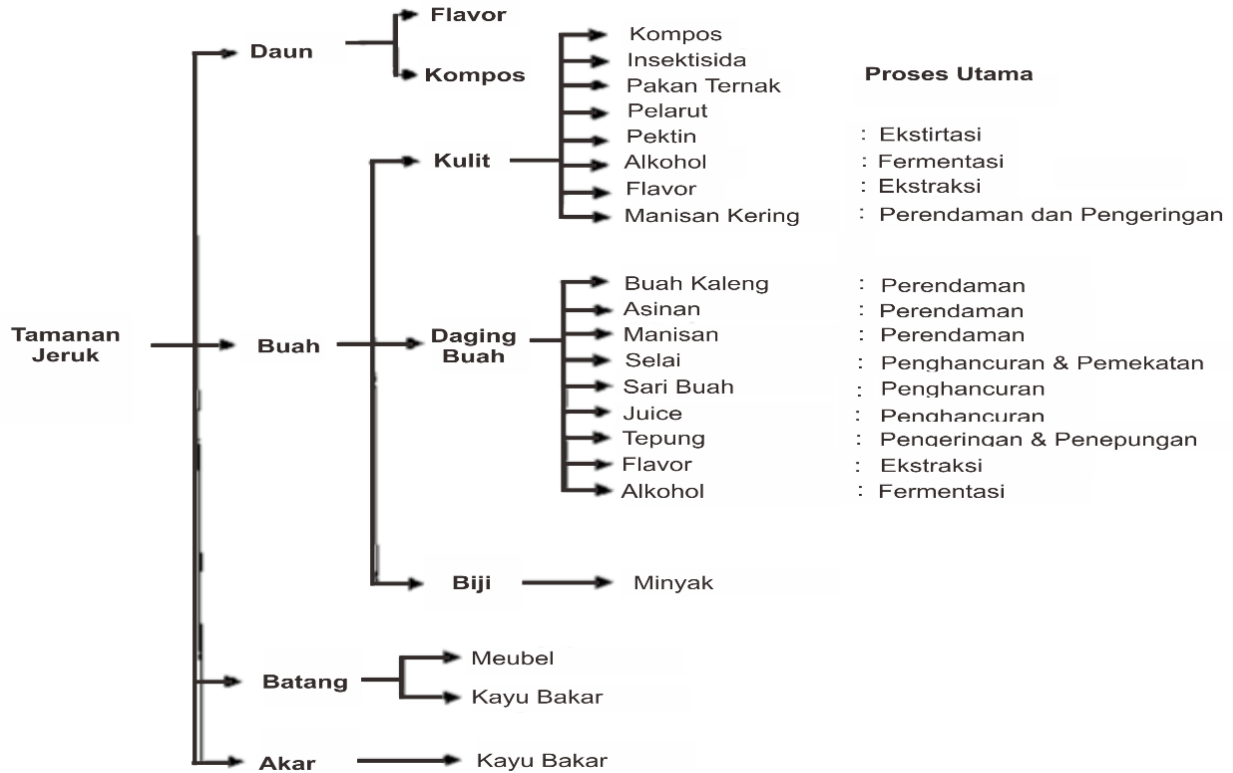 Flavor
Daun
Kompos
Kompos
Insektisida
Pakan Ternak
Proses Utama
Pelarut
Pektin : Ekstirtasi
Kulit
Alkohol : Fermentasi
Flavor : Ekstraksi
Manisan Kering : Perendaman dan Pengeringan
Buah Kaleng : Perendaman
Asinan : Perendaman
Tamanan
Jeruk
Buah
Daging
Buah
Manisan : Perendaman
Selai : Penghancuran & Pemekatan
Sari Buah : Penghancuran
Juice : Penghancuran
Tepung : Pengeringan & Penepungan
Flavor : Ekstraksi
Alkohol : Fermentasi
Biji
Minyak
Meubel
Batang
Kayu Bakar
Akar
Kayu Bakar